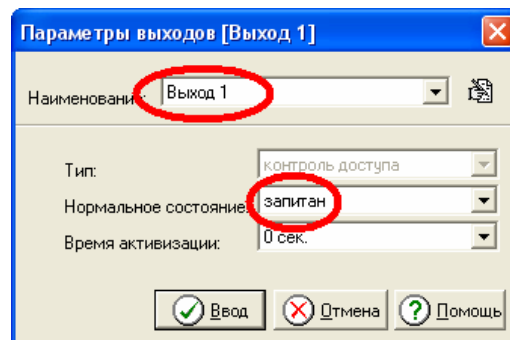 Параметры выходов [Выход 1]
Наименование: Выход 1
Тип: контроль доступа
Нормальное состояние: запитан
Время активизации: 0 сек.
Ввод Отмена Помощь